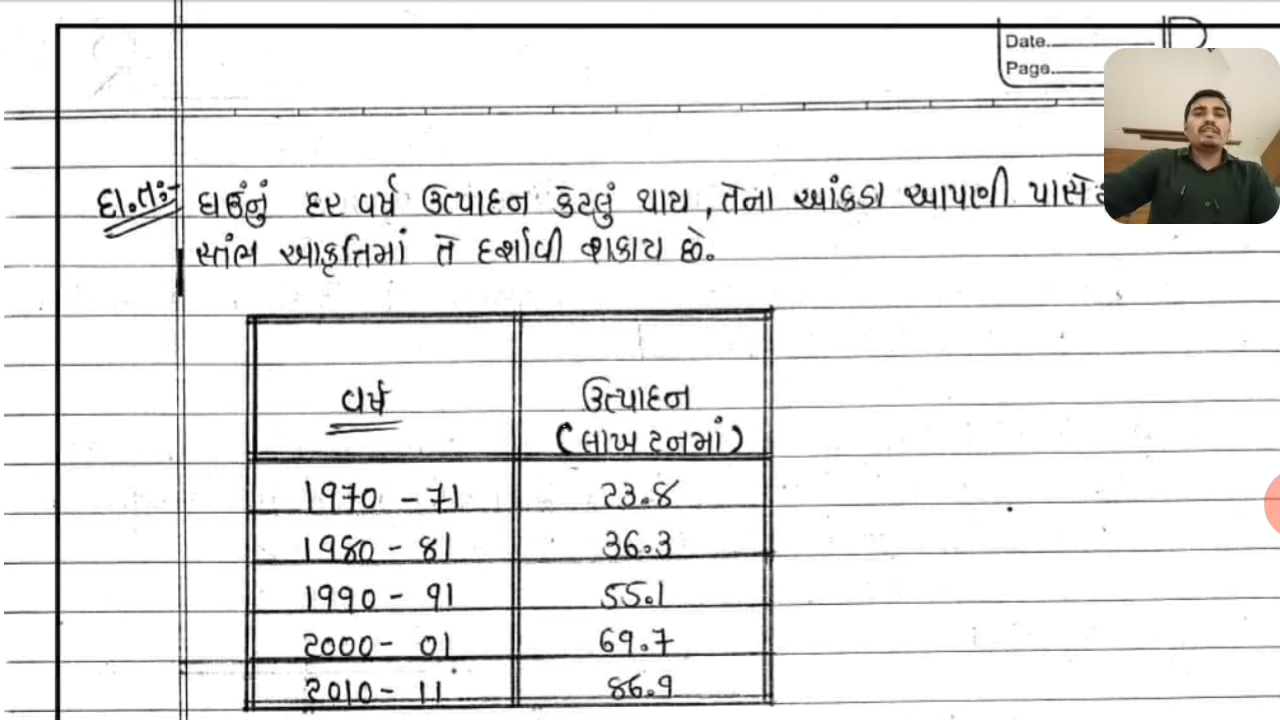 Date.
Page.
દા.તઃ- ઘઉંનું દર વર્ષે ઉત્પાદન કેટલું થાય, તેના આંકડા આપણી પાસે
સ્તંભ આકૃતિમાં તે દર્શાવી શકાય છે.
વર્ષ
ઉત્પાદન
(લાખ ટનમાં)
1970 - 71 23.8
1980 - 81 36.3
1990 - 91 55.1
2000 - 01 69.7
2010 - 11 86.9